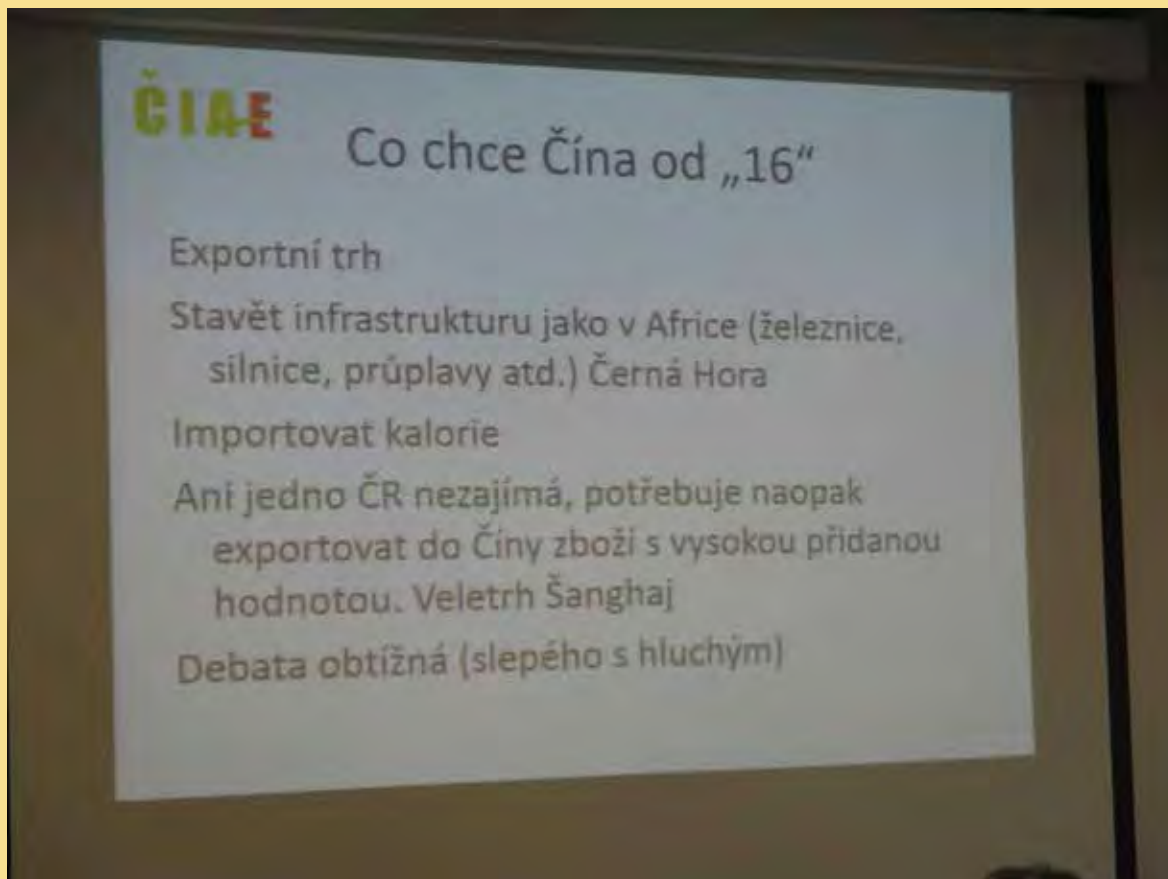 ČIAE
Co chce Čína od „16“
Exportní trh
Stavět infrastrukturu jako v Africe (železnice,
silnice, průplavy atd.) Černá Hora
Importovat kalorie
Ani jedno ČR nezajímá, potřebuje naopak
exportovat do Číny zboží s vysokou přidanou
hodnotou. Veletrh Šanghaj
Debata obtížná (slepého s hluchým)